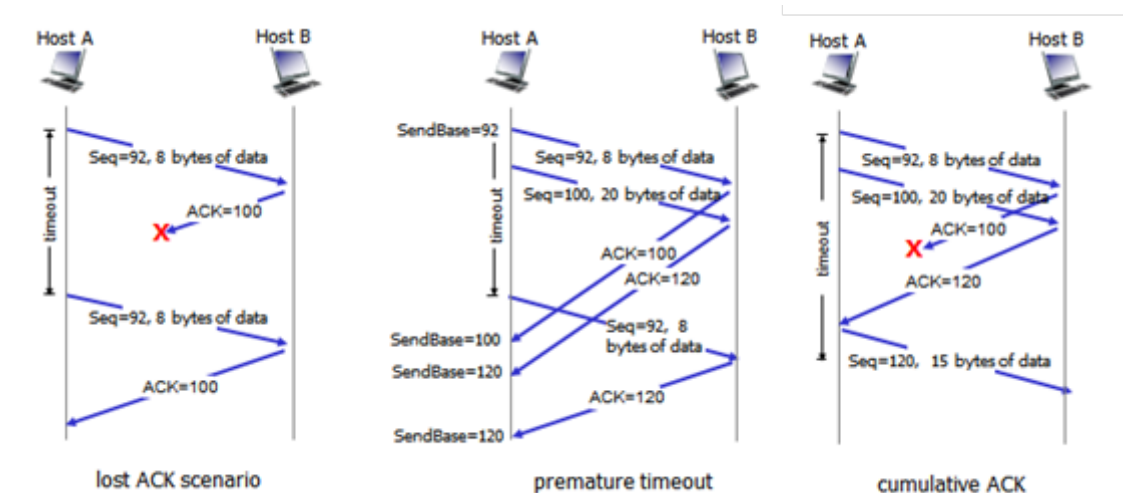 Host A
Host B
Seq=92, 8 bytes of data
ACK=100
X
timeout
Seq=92, 8 bytes of data
ACK=100
lost ACK scenario
Host A
Host B
SendBase=92
Seq=92, 8 bytes of data
Seq=100, 20 bytes of data
timeout
ACK=100
ACK=120
Seq=92, 8
bytes of data
SendBase=100
SendBase=120
ACK=120
SendBase=120
premature timeout
Host A
Host B
Seq=92, 8 bytes of data
Seq=100, 20 bytes of data
ACK=100
X
timeout
ACK=120
Seq=120, 15 bytes of data
cumulative ACK